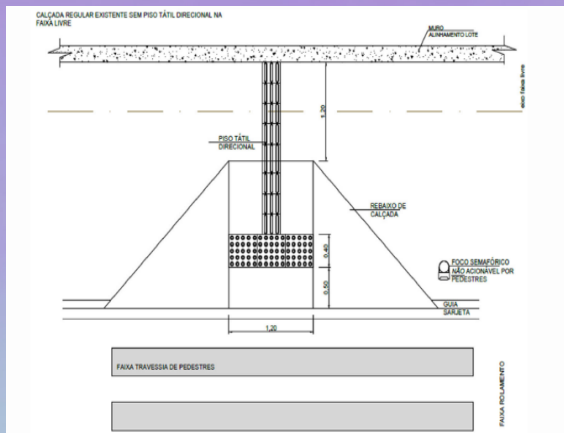 CALÇADA REGULAR EXISTENTE SEM PISO TÁTIL DIRECIONAL NA
FAIXA LIVRE
MURO
ALINHAMENTO LOTE
eixo faixa livre
1,20
PISO TÁTIL
DIRECIONAL
REBAIXO DE
CALÇADA
0,40
FOCO SEMAFÓRICO
NÃO ACIONÁVEL POR
PEDESTRES
0,50
GUIA
SARJETA
1,20
FAIXA TRAVESSIA DE PEDESTRES
FAIXA ROLAMENTO